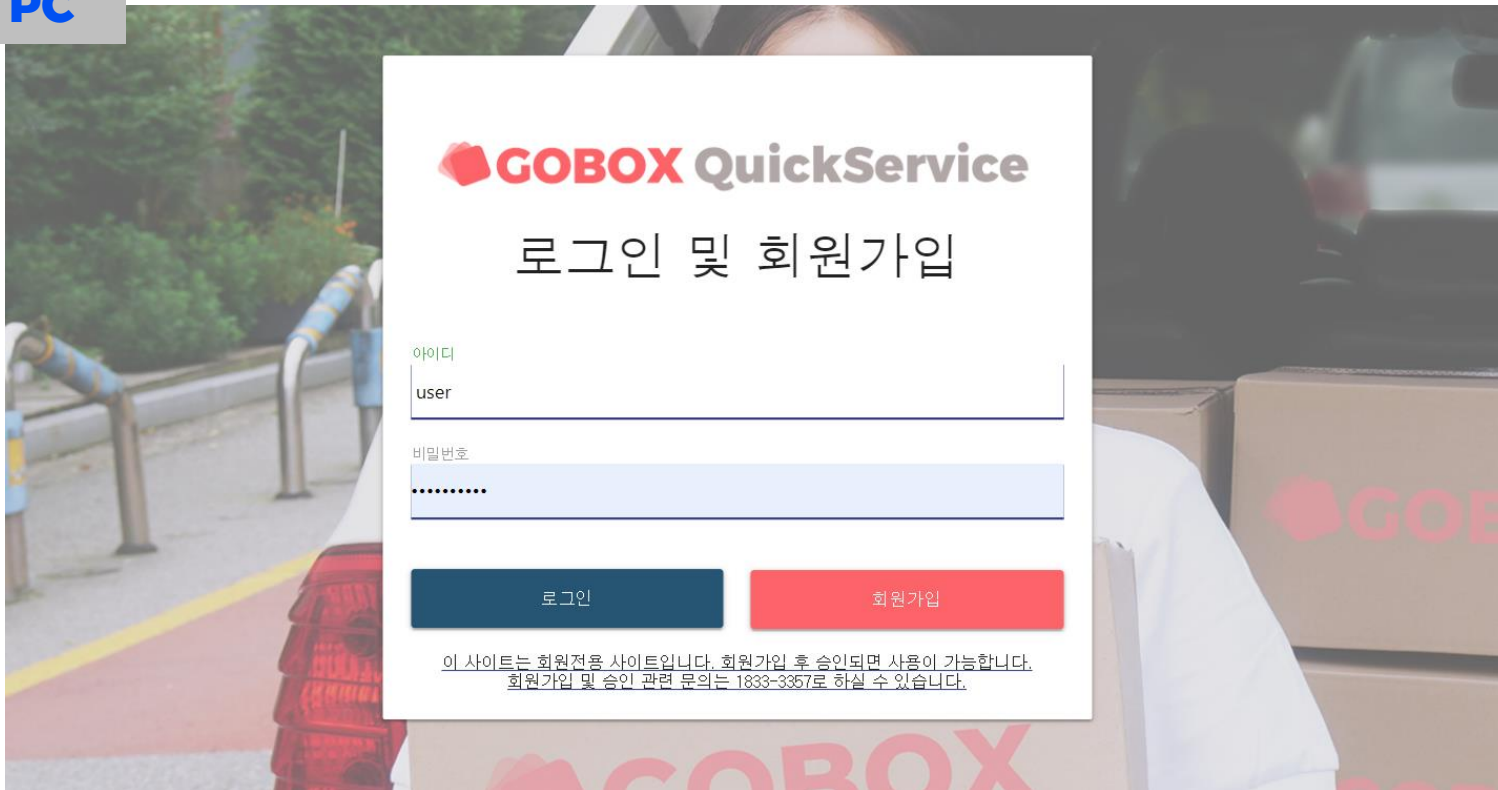 PC
GOBOX QuickService
로그인 및 회원가입
아이디
user
비밀번호
••••••••••
로그인
회원가입
이 사이트는 회원전용 사이트입니다. 회원가입 후 승인되면 사용이 가능합니다.
회원가입 및 승인 관련 문의는 1833-3357로 하실 수 있습니다.
GOB
GOBOX